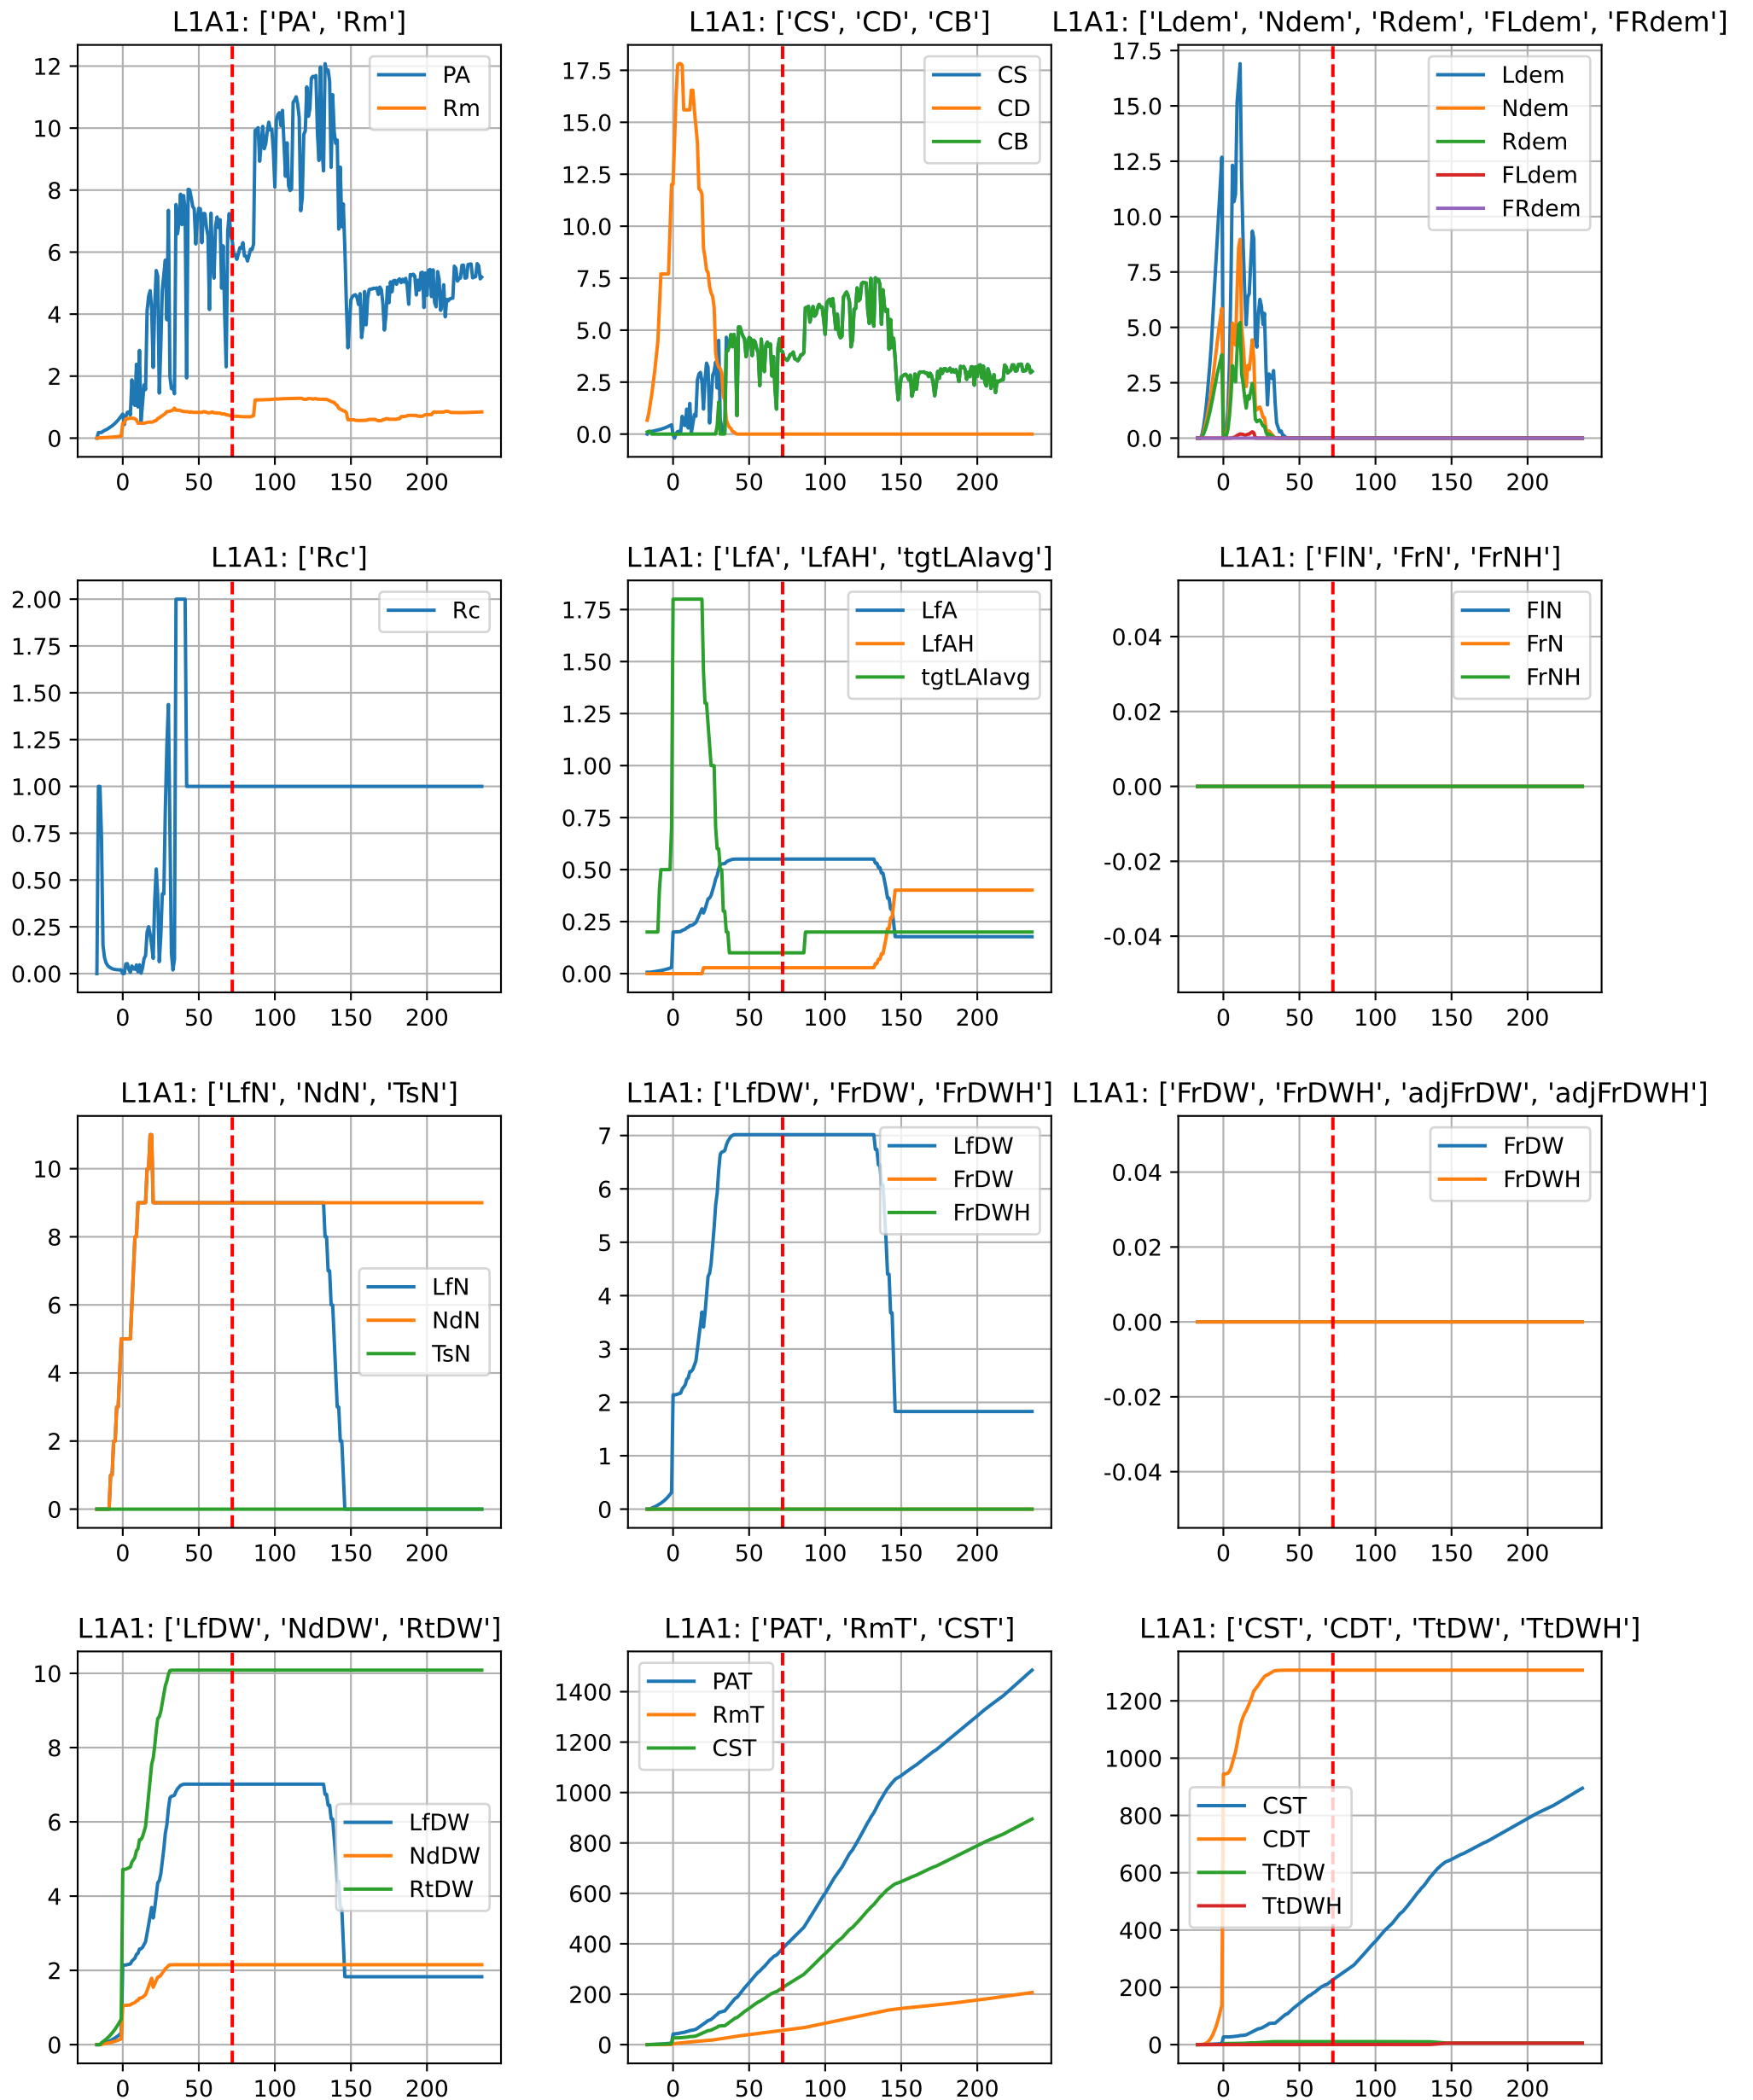 L1A1: ['PA', 'Rm']
12
10
8
6
4
2
0
0 50 100 150 200
PA
Rm
L1A1: ['CS', 'CD', 'CB']
17.5
15.0
12.5
10.0
7.5
5.0
2.5
0.0
0 50 100 150 200
CS
CD
CB
L1A1: ['Ldem', 'Ndem', 'Rdem', 'FLdem', 'FRdem']
17.5
15.0
12.5
10.0
7.5
5.0
2.5
0.0
0 50 100 150 200
Ldem
Ndem
Rdem
FLdem
FRdem
L1A1: ['Rc']
2.00
1.75
1.50
1.25
1.00
0.75
0.50
0.25
0.00
0 50 100 150 200
Rc
L1A1: ['LfA', 'LfAH', 'tgtLAIavg']
1.75
1.50
1.25
1.00
0.75
0.50
0.25
0.00
0 50 100 150 200
LfA
LfAH
tgtLAIavg
L1A1: ['FlN', 'FrN', 'FrNH']
0.04
0.02
0.00
-0.02
-0.04
0 50 100 150 200
FlN
FrN
FrNH
L1A1: ['LfN', 'NdN', 'TsN']
10
8
6
4
2
0
0 50 100 150 200
LfN
NdN
TsN
L1A1: ['LfDW', 'FrDW', 'FrDWH']
7
6
5
4
3
2
1
0
0 50 100 150 200
LfDW
FrDW
FrDWH
L1A1: ['FrDW', 'FrDWH', 'adjFrDW', 'adjFrDWH']
0.04
0.02
0.00
-0.02
-0.04
0 50 100 150 200
FrDW
FrDWH
L1A1: ['LfDW', 'NdDW', 'RtDW']
10
8
6
4
2
0
0 50 100 150 200
LfDW
NdDW
RtDW
L1A1: ['PAT', 'RmT', 'CST']
1400
1200
1000
800
600
400
200
0
0 50 100 150 200
PAT
RmT
CST
L1A1: ['CST', 'CDT', 'TtDW', 'TtDWH']
1200
1000
800
600
400
200
0
0 50 100 150 200
CST
CDT
TtDW
TtDWH